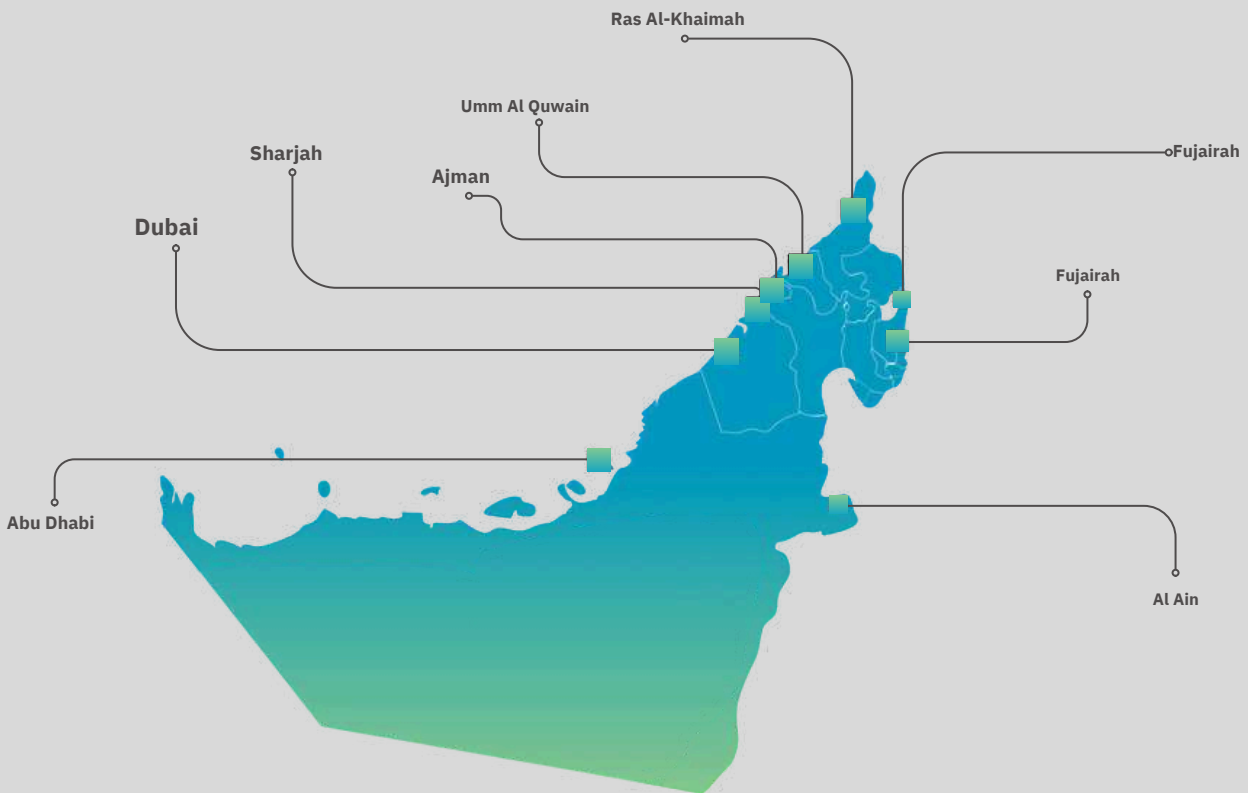 Ras Al-Khaimah
Umm Al Quwain
Sharjah
Fujairah
Ajman
Dubai
Fujairah
Abu Dhabi
Al Ain